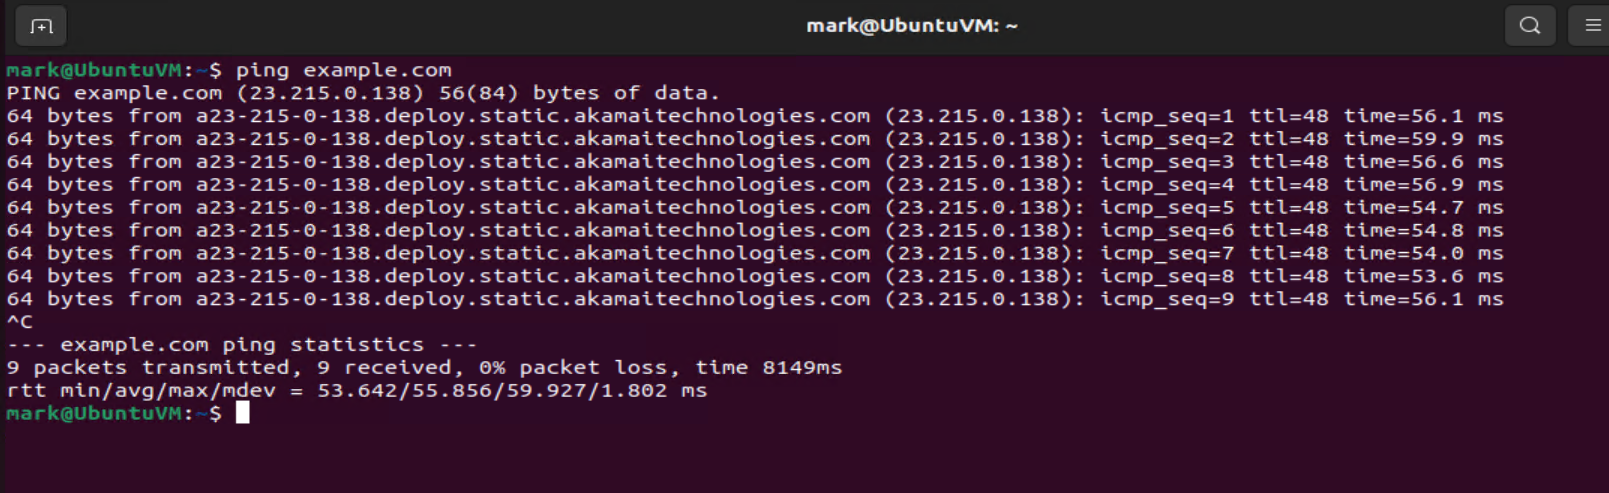 mark@UbuntuVM: ~
mark@UbuntuVM:~$ ping example.com
PING example.com (23.215.0.138) 56(84) bytes of data.
64 bytes from a23-215-0-138.deploy.static.akamaitechnologies.com (23.215.0.138): icmp_seq=1 ttl=48 time=56.1 ms
64 bytes from a23-215-0-138.deploy.static.akamaitechnologies.com (23.215.0.138): icmp_seq=2 ttl=48 time=59.9 ms
64 bytes from a23-215-0-138.deploy.static.akamaitechnologies.com (23.215.0.138): icmp_seq=3 ttl=48 time=56.6 ms
64 bytes from a23-215-0-138.deploy.static.akamaitechnologies.com (23.215.0.138): icmp_seq=4 ttl=48 time=56.9 ms
64 bytes from a23-215-0-138.deploy.static.akamaitechnologies.com (23.215.0.138): icmp_seq=5 ttl=48 time=54.7 ms
64 bytes from a23-215-0-138.deploy.static.akamaitechnologies.com (23.215.0.138): icmp_seq=6 ttl=48 time=54.8 ms
64 bytes from a23-215-0-138.deploy.static.akamaitechnologies.com (23.215.0.138): icmp_seq=7 ttl=48 time=54.0 ms
64 bytes from a23-215-0-138.deploy.static.akamaitechnologies.com (23.215.0.138): icmp_seq=8 ttl=48 time=53.6 ms
64 bytes from a23-215-0-138.deploy.static.akamaitechnologies.com (23.215.0.138): icmp_seq=9 ttl=48 time=56.1 ms
^C
--- example.com ping statistics ---
9 packets transmitted, 9 received, 0% packet loss, time 8149ms
rtt min/avg/max/mdev = 53.642/55.856/59.927/1.802 ms
mark@UbuntuVM:~$